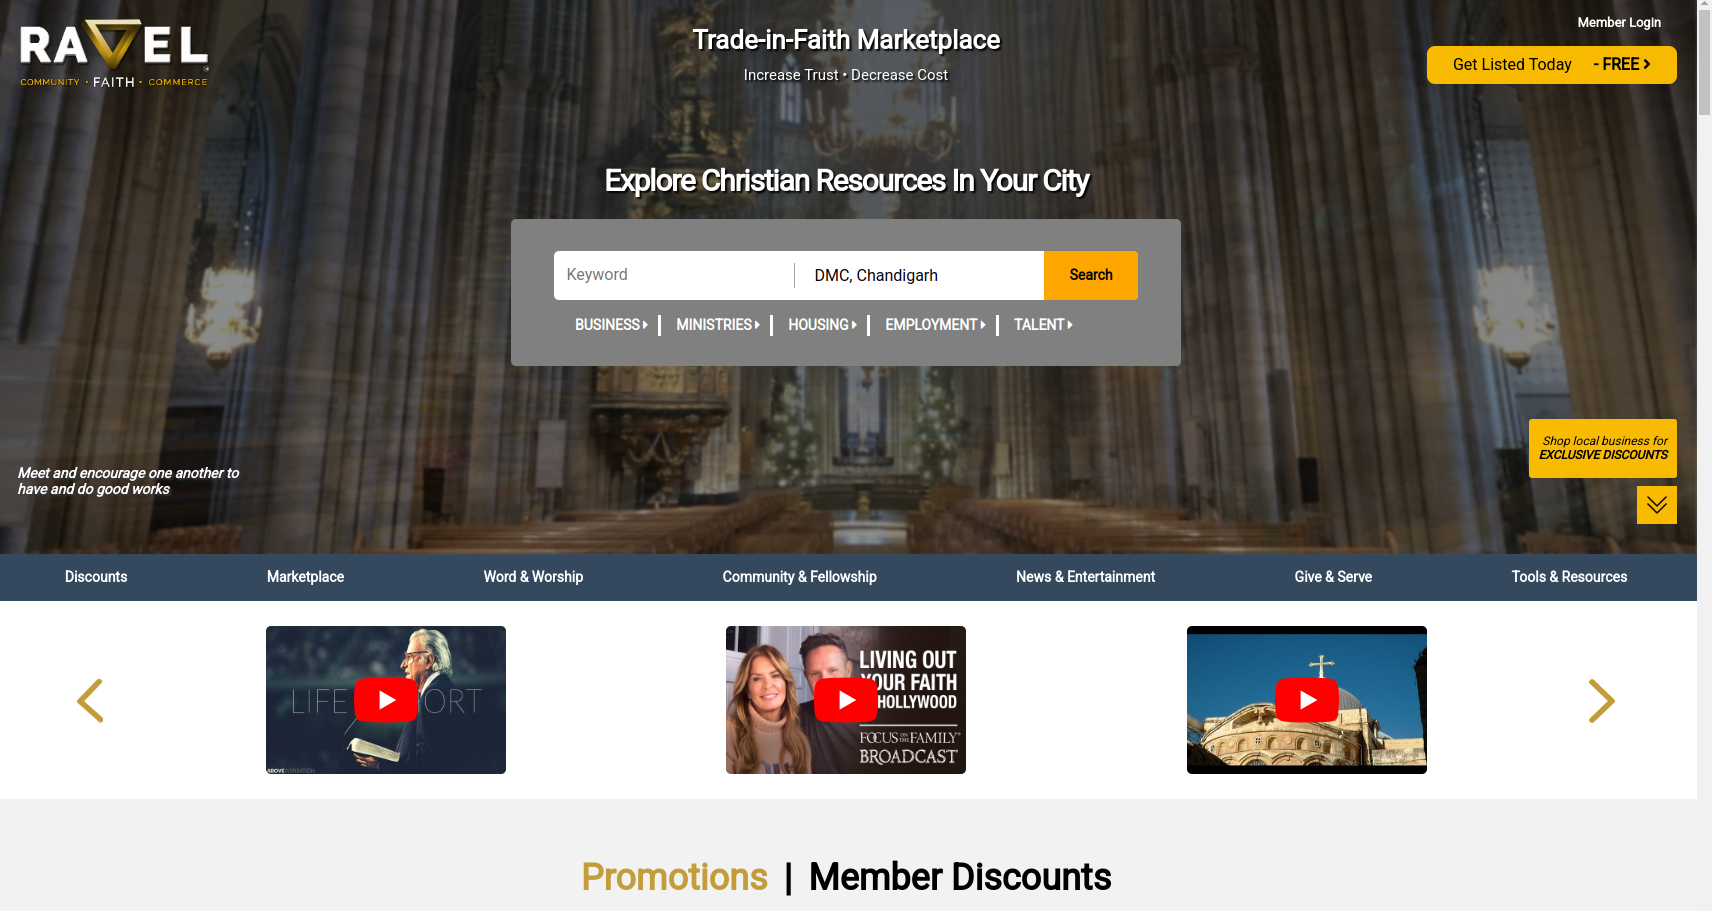 RAVEL
COMMUNITY · FAITH · COMMERCE
Trade-in-Faith Marketplace
Increase Trust • Decrease Cost
Member Login
Get Listed Today - FREE
Explore Christian Resources In Your City
Keyword
DMC, Chandigarh
Search
BUSINESS
MINISTRIES
HOUSING
EMPLOYMENT
TALENT
Meet and encourage one another to
have and do good works
Shop local business for
EXCLUSIVE DISCOUNTS
Discounts
Marketplace
Word & Worship
Community & Fellowship
News & Entertainment
Give & Serve
Tools & Resources
LIFE ORT
LIVING OUT
YOUR FAITH
HOLLYWOOD
FOCUS ON THE FAMILY
BROADCAST
Promotions | Member Discounts